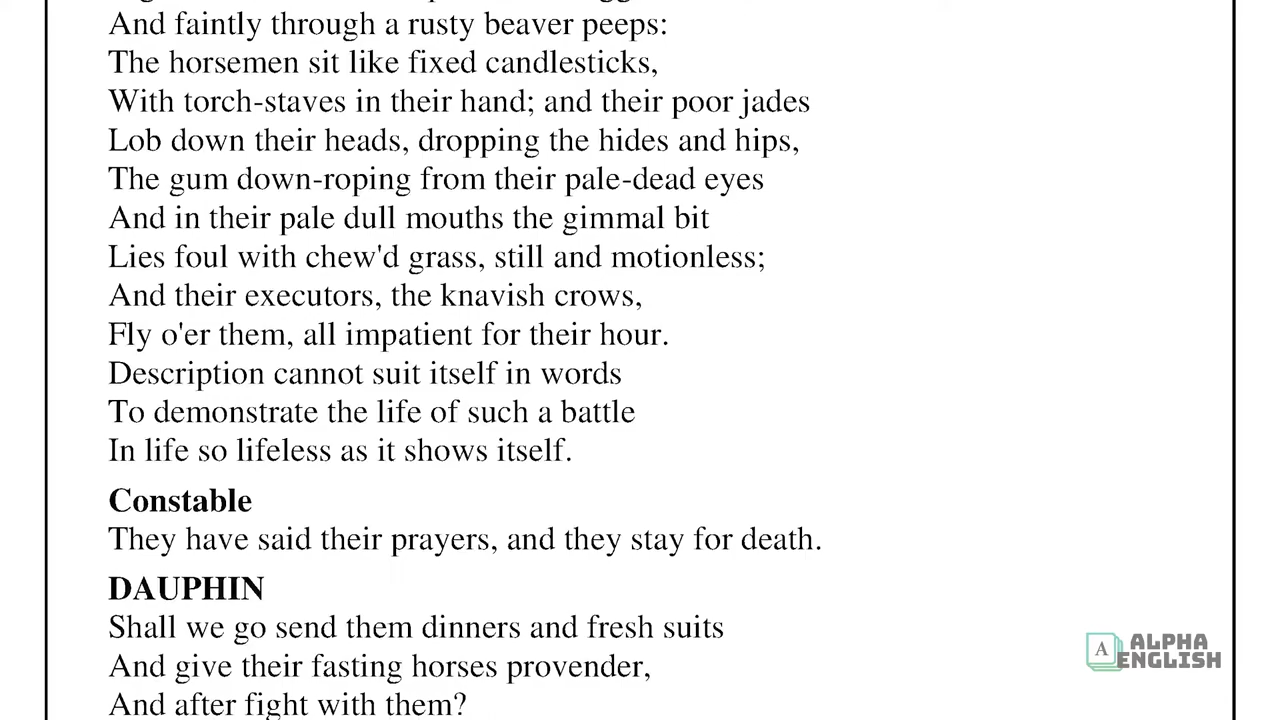 And faintly through a rusty beaver peeps:
The horsemen sit like fixed candlesticks,
With torch-staves in their hand; and their poor jades
Lob down their heads, dropping the hides and hips,
The gum down-roping from their pale-dead eyes
And in their pale dull mouths the gimmal bit
Lies foul with chew'd grass, still and motionless;
And their executors, the knavish crows,
Fly o'er them, all impatient for their hour.
Description cannot suit itself in words
To demonstrate the life of such a battle
In life so lifeless as it shows itself.
Constable
They have said their prayers, and they stay for death.
DAUPHIN
Shall we go send them dinners and fresh suits
And give their fasting horses provender,
And after fight with them?
A ALPHA
ENGLISH